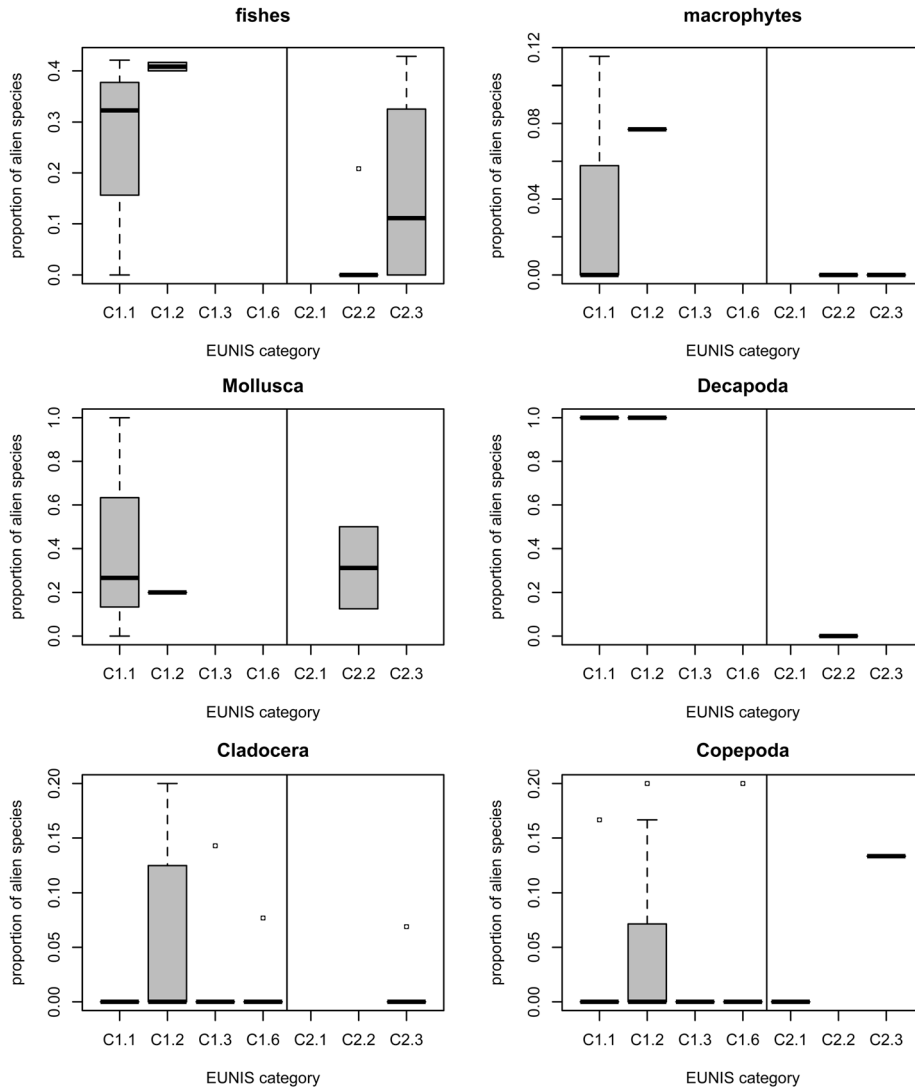 fishes
proportion of alien species
0.0 0.1 0.2 0.3 0.4
C1.1 C1.2 C1.3 C1.6 C2.1 C2.2 C2.3
EUNIS category
macrophytes
proportion of alien species
0.00 0.04 0.08 0.12
C1.1 C1.2 C1.3 C1.6 C2.1 C2.2 C2.3
EUNIS category
Mollusca
proportion of alien species
0.0 0.2 0.4 0.6 0.8 1.0
C1.1 C1.2 C1.3 C1.6 C2.1 C2.2 C2.3
EUNIS category
Decapoda
proportion of alien species
0.0 0.2 0.4 0.6 0.8 1.0
C1.1 C1.2 C1.3 C1.6 C2.1 C2.2 C2.3
EUNIS category
Cladocera
proportion of alien species
0.00 0.05 0.10 0.15 0.20
C1.1 C1.2 C1.3 C1.6 C2.1 C2.2 C2.3
EUNIS category
Copepoda
proportion of alien species
0.00 0.05 0.10 0.15 0.20
C1.1 C1.2 C1.3 C1.6 C2.1 C2.2 C2.3
EUNIS category